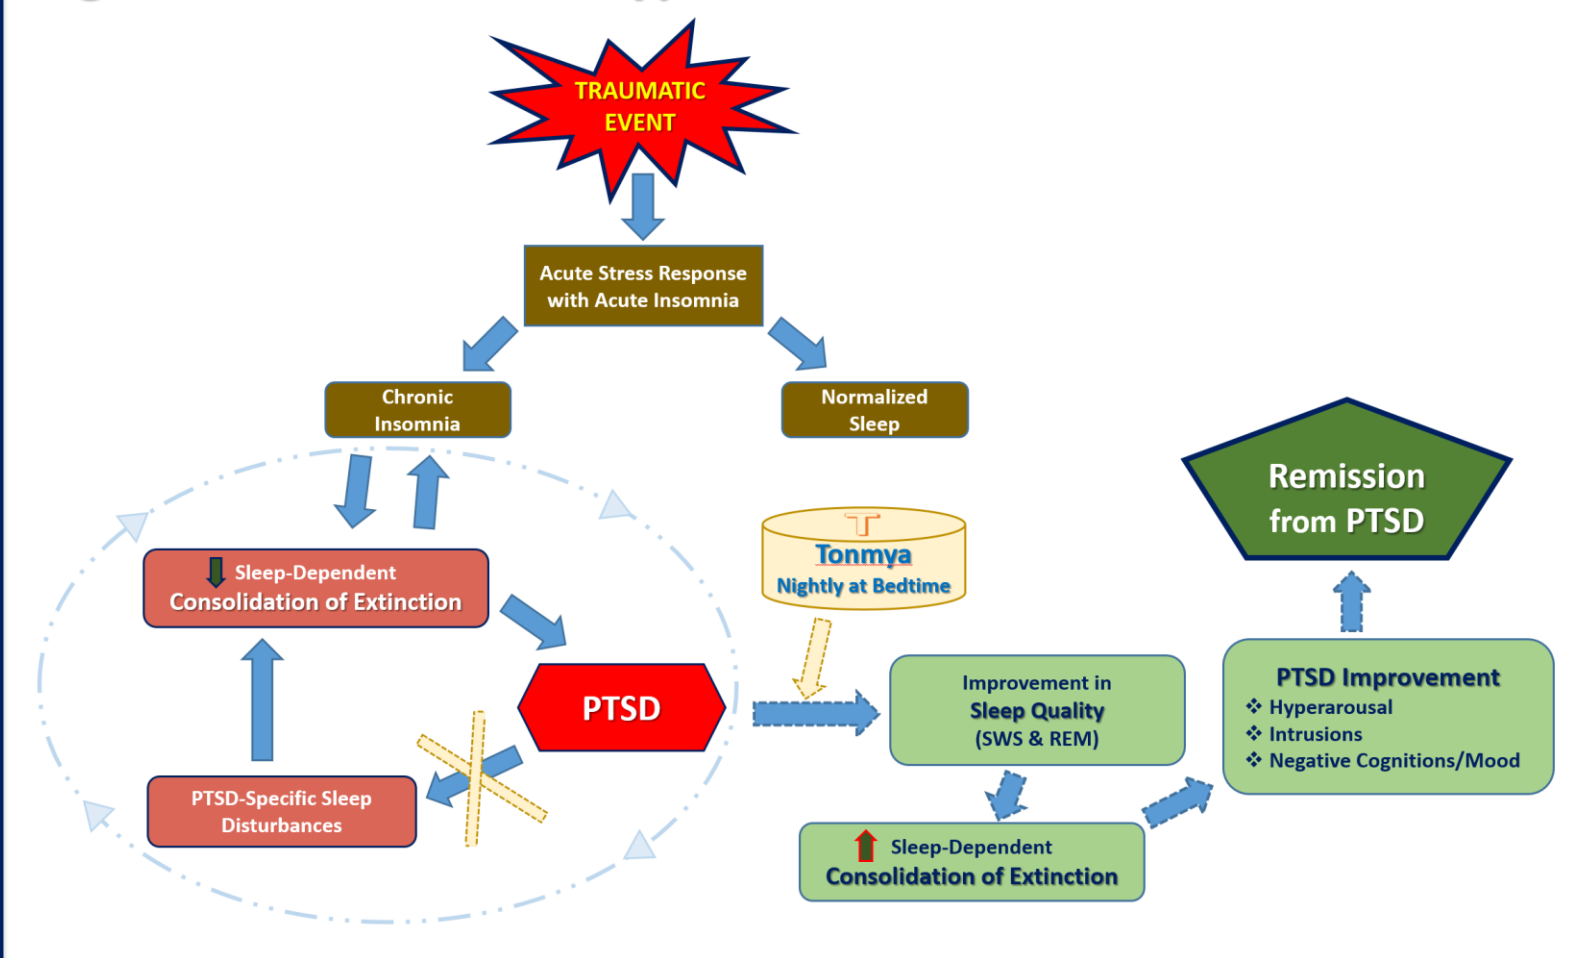 TRAUMATIC
EVENT
Acute Stress Response
with Acute Insomnia
Chronic
Insomnia
Normalized
Sleep
Sleep-Dependent
Consolidation of Extinction
PTSD
PTSD-Specific Sleep
Disturbances
T
Tonmya
Nightly at Bedtime
Improvement in
Sleep Quality
(SWS & REM)
Sleep-Dependent
Consolidation of Extinction
PTSD Improvement
❖ Hyperarousal
❖ Intrusions
❖ Negative Cognitions/Mood
Remission
from PTSD